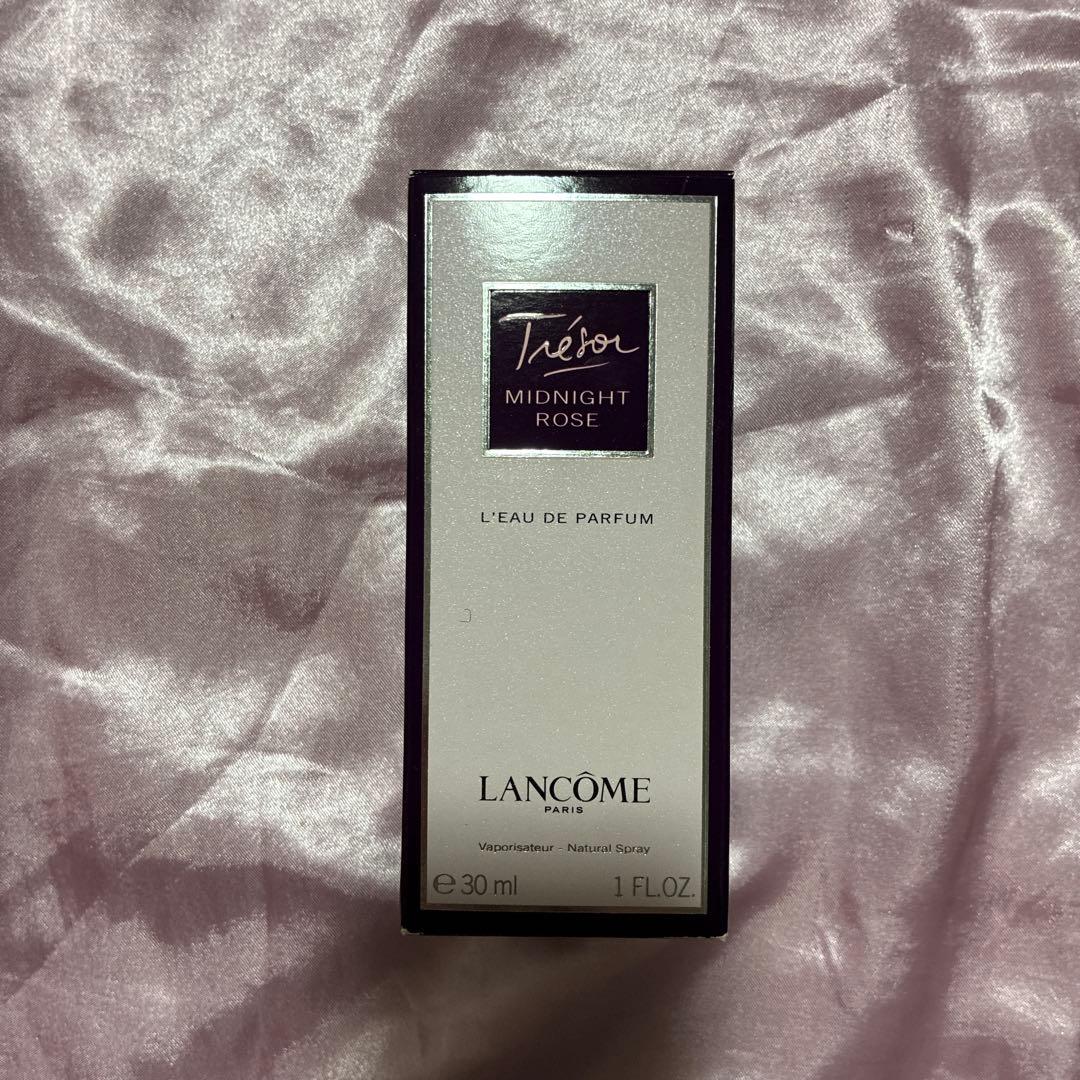 Trésor
MIDNIGHT
ROSE
L'EAU DE PARFUM
LANCÔME
PARIS
Vaporisateur - Natural Spray
℮ 30 ml 1 FL.OZ.